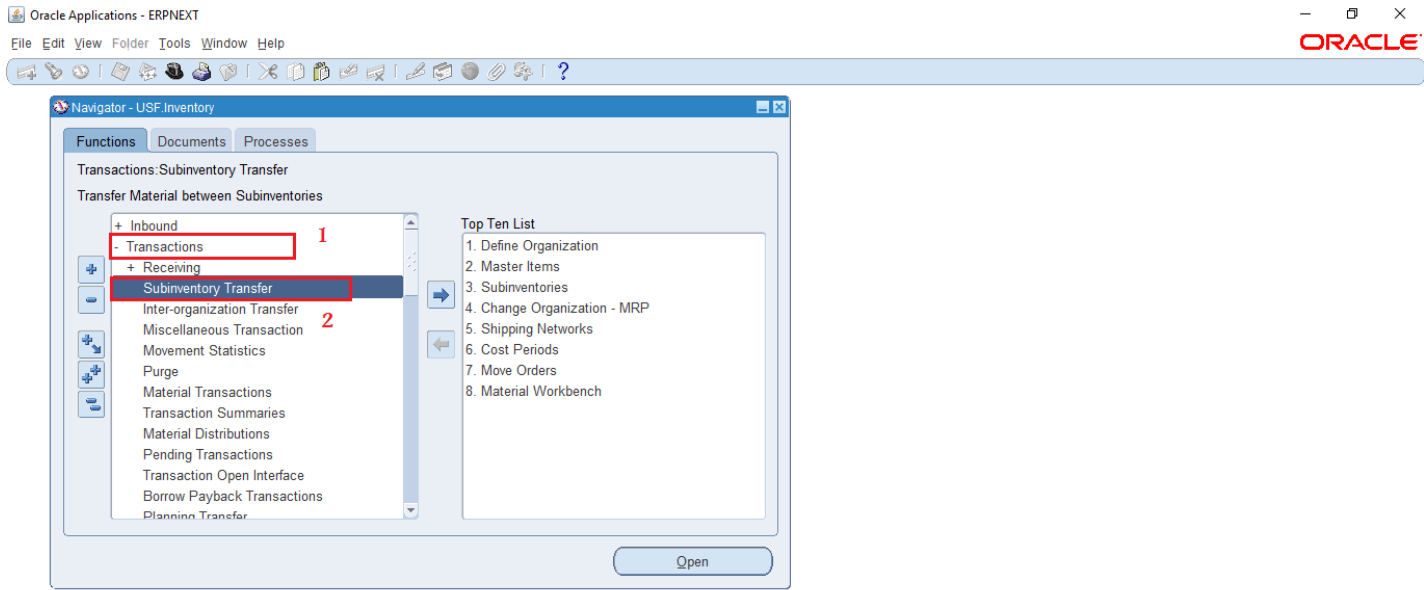 Oracle Applications - ERPNEXT
File Edit View Folder Tools Window Help
ORACLE
Navigator - USF.Inventory
Functions Documents Processes
Transactions:Subinventory Transfer
Transfer Material between Subinventories
+ Inbound
- Transactions
1
+ Receiving
Subinventory Transfer
Inter-organization Transfer
2
Miscellaneous Transaction
Movement Statistics
Purge
Material Transactions
Transaction Summaries
Material Distributions
Pending Transactions
Transaction Open Interface
Borrow Payback Transactions
Planning Transfer
Top Ten List
1. Define Organization
2. Master Items
3. Subinventories
4. Change Organization - MRP
5. Shipping Networks
6. Cost Periods
7. Move Orders
8. Material Workbench
Open